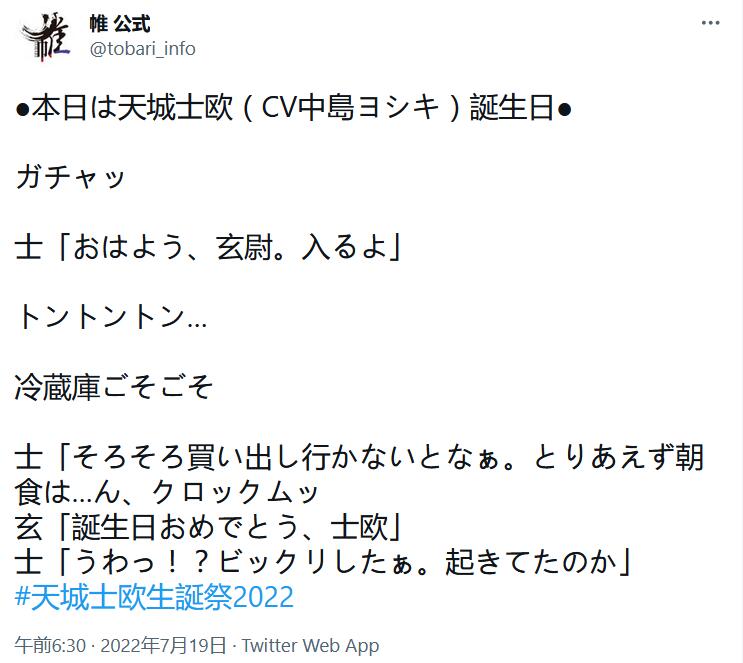 帷 公式
@tobari_info
●本日は天城士欧（CV中島ヨシキ）誕生日●
ガチャッ
士「おはよう、玄尉。入るよ」
トントントン…
冷蔵庫ごそごそ
士「そろそろ買い出し行かないとなぁ。とりあえず朝
食は…ん、クロックムッ
玄「誕生日おめでとう、士欧」
士「うわっ！？ビックリしたぁ。起きてたのか」
#天城士欧生誕祭2022
午前6:30 · 2022年7月19日 · Twitter Web App